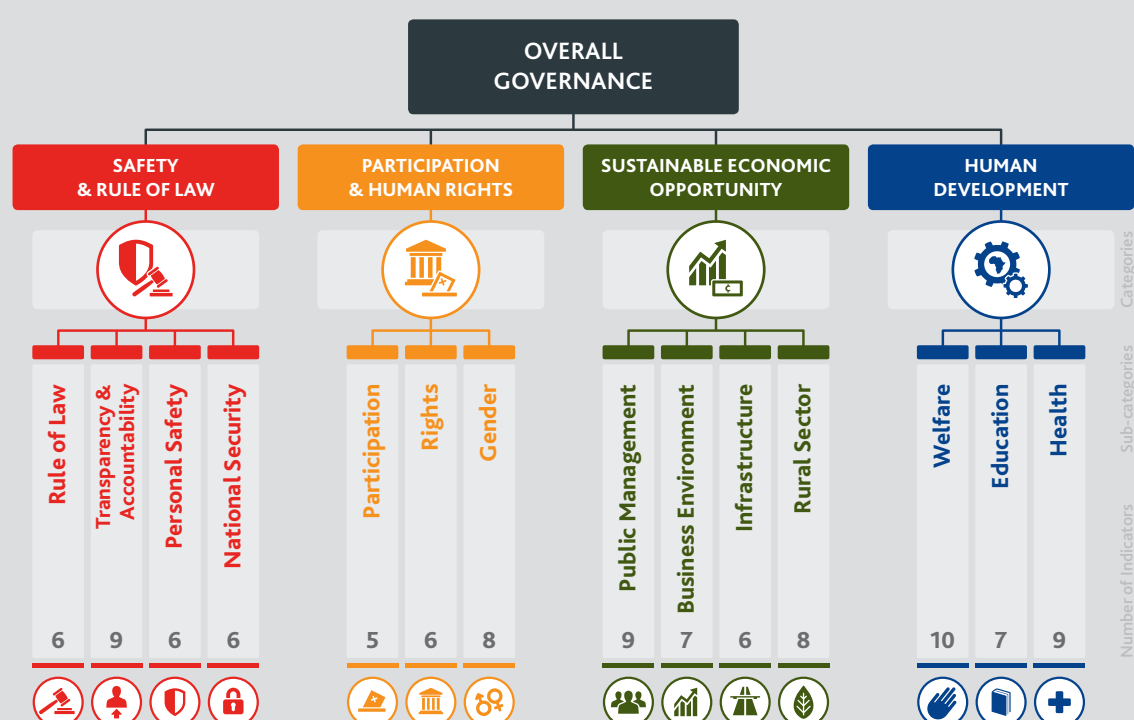 OVERALL
GOVERNANCE
SAFETY
& RULE OF LAW
PARTICIPATION
& HUMAN RIGHTS
SUSTAINABLE ECONOMIC
OPPORTUNITY
HUMAN
DEVELOPMENT
¢
Categories
Rule of Law
Transparency &
Accountability
Personal Safety
National Security
Participation
Rights
Gender
Public Management
Business Environment
Infrastructure
Rural Sector
Welfare
Education
Health
Sub-categories
6
9
6
6
5
6
8
9
7
6
8
10
7
9
Number of Indicators